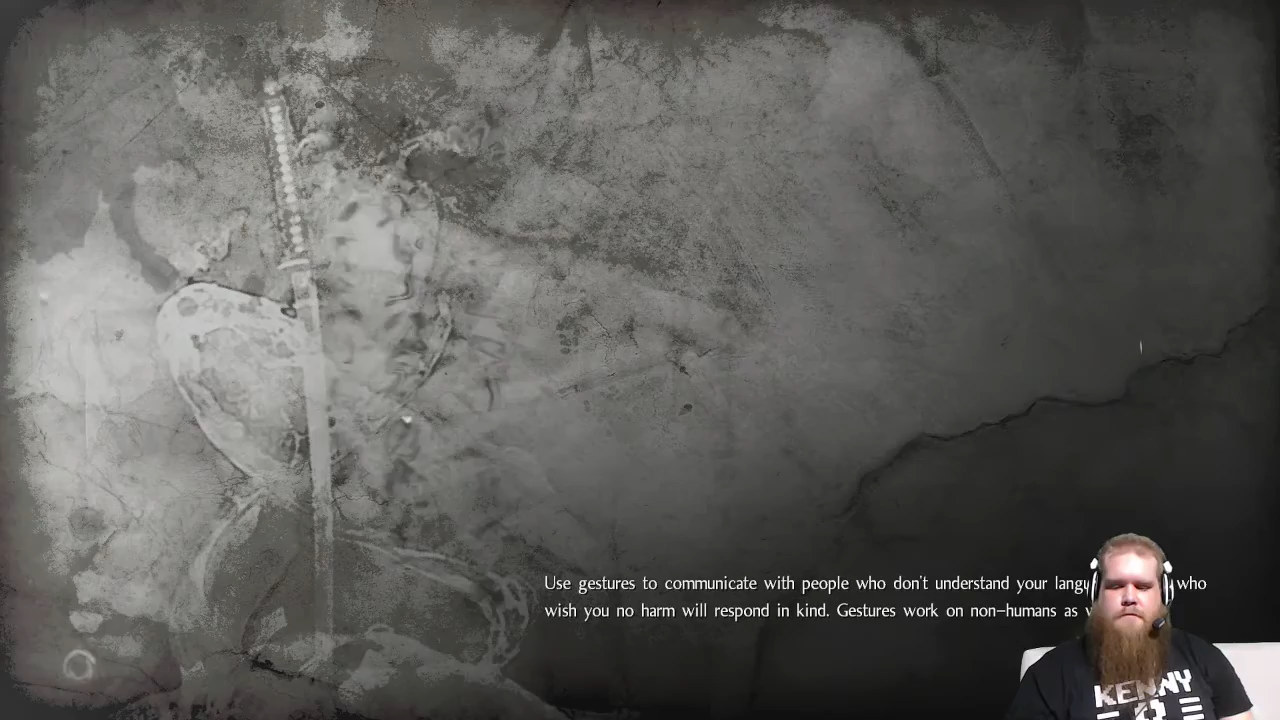 Use gestures to communicate with people who don't understand your who
wish you no harm will respond in kind. Gestures work on non-humans as
KENNY